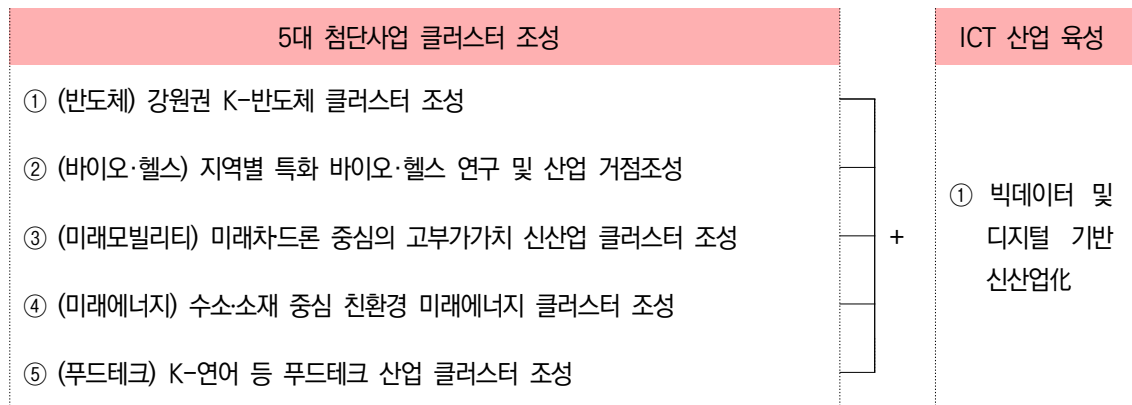 5대 첨단사업 클러스터 조성
① (반도체) 강원권 K-반도체 클러스터 조성
② (바이오·헬스) 지역별 특화 바이오·헬스 연구 및 산업 거점조성
③ (미래모빌리티) 미래차·드론 중심의 고부가가치 신산업 클러스터 조성
④ (미래에너지) 수소·소재 중심 친환경 미래에너지 클러스터 조성
⑤ (푸드테크) K-연어 등 푸드테크 산업 클러스터 조성
+
ICT 산업 육성
① 빅데이터 및
디지털 기반
신산업化